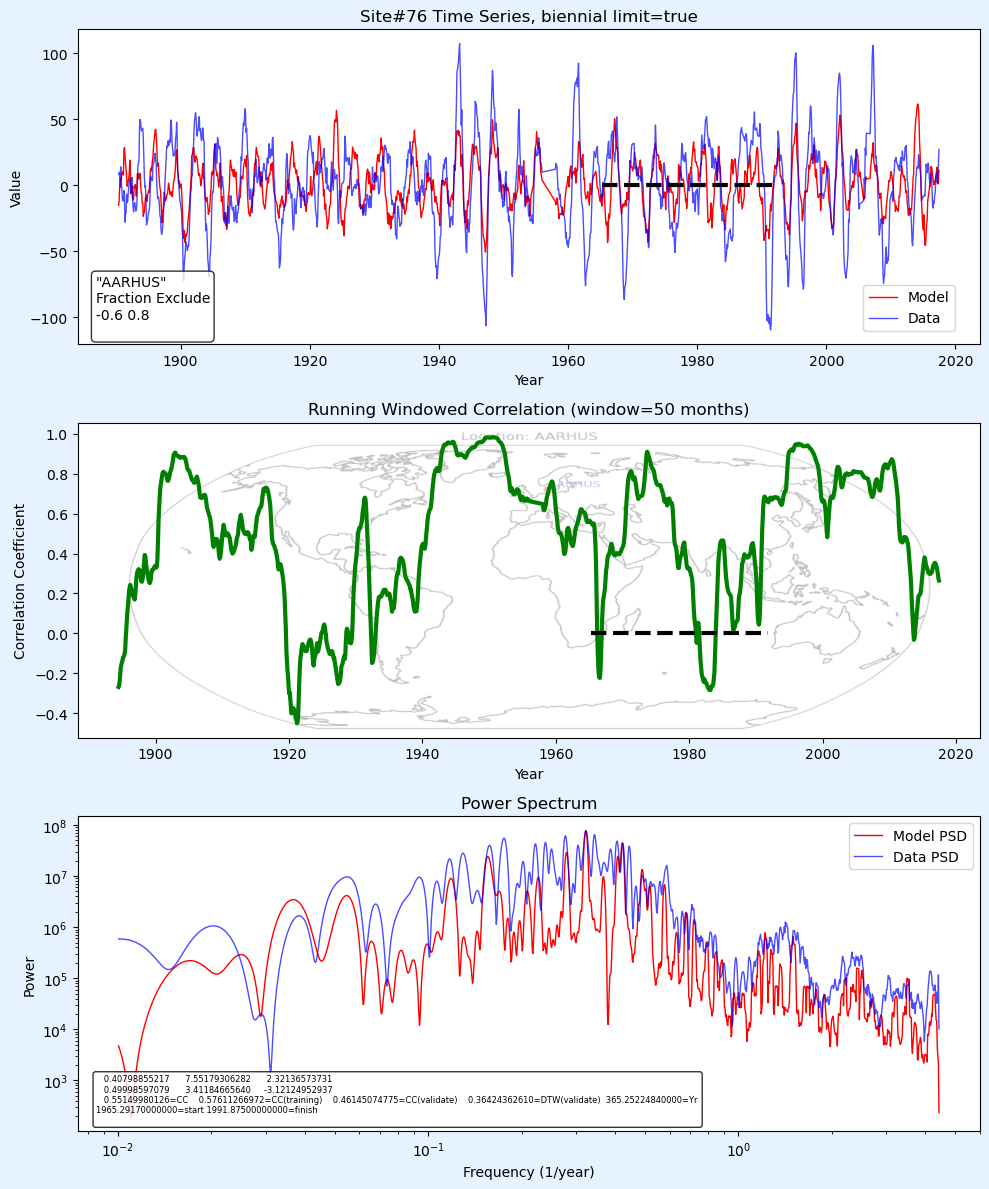 Site#76 Time Series, biennial limit=true
100
50
0
−50
−100
Value
"AARHUS"
Fraction Exclude
-0.6 0.8
Model
Data
1900
1920
1940
1960
1980
2000
2020
Year
Running Windowed Correlation (window=50 months)
Location: AARHUS
AARHUS
1.0
0.8
0.6
0.4
0.2
0.0
−0.2
−0.4
Correlation Coefficient
1900
1920
1940
1960
1980
2000
2020
Year
Power Spectrum
10^8
10^7
10^6
10^5
10^4
10^3
Power
Model PSD
Data PSD
0.40798855217 7.55179306282 2.32136573731
0.49998597079 3.41184665640 -3.12124952937
0.55149980126=CC 0.57611266972=CC(training) 0.46145074775=CC(validate) 0.36424362610=DTW(validate) 365.25224840000=Yr
1965.29170000000=start 1991.87500000000=finish
10^−2
10^−1
10^0
Frequency (1/year)